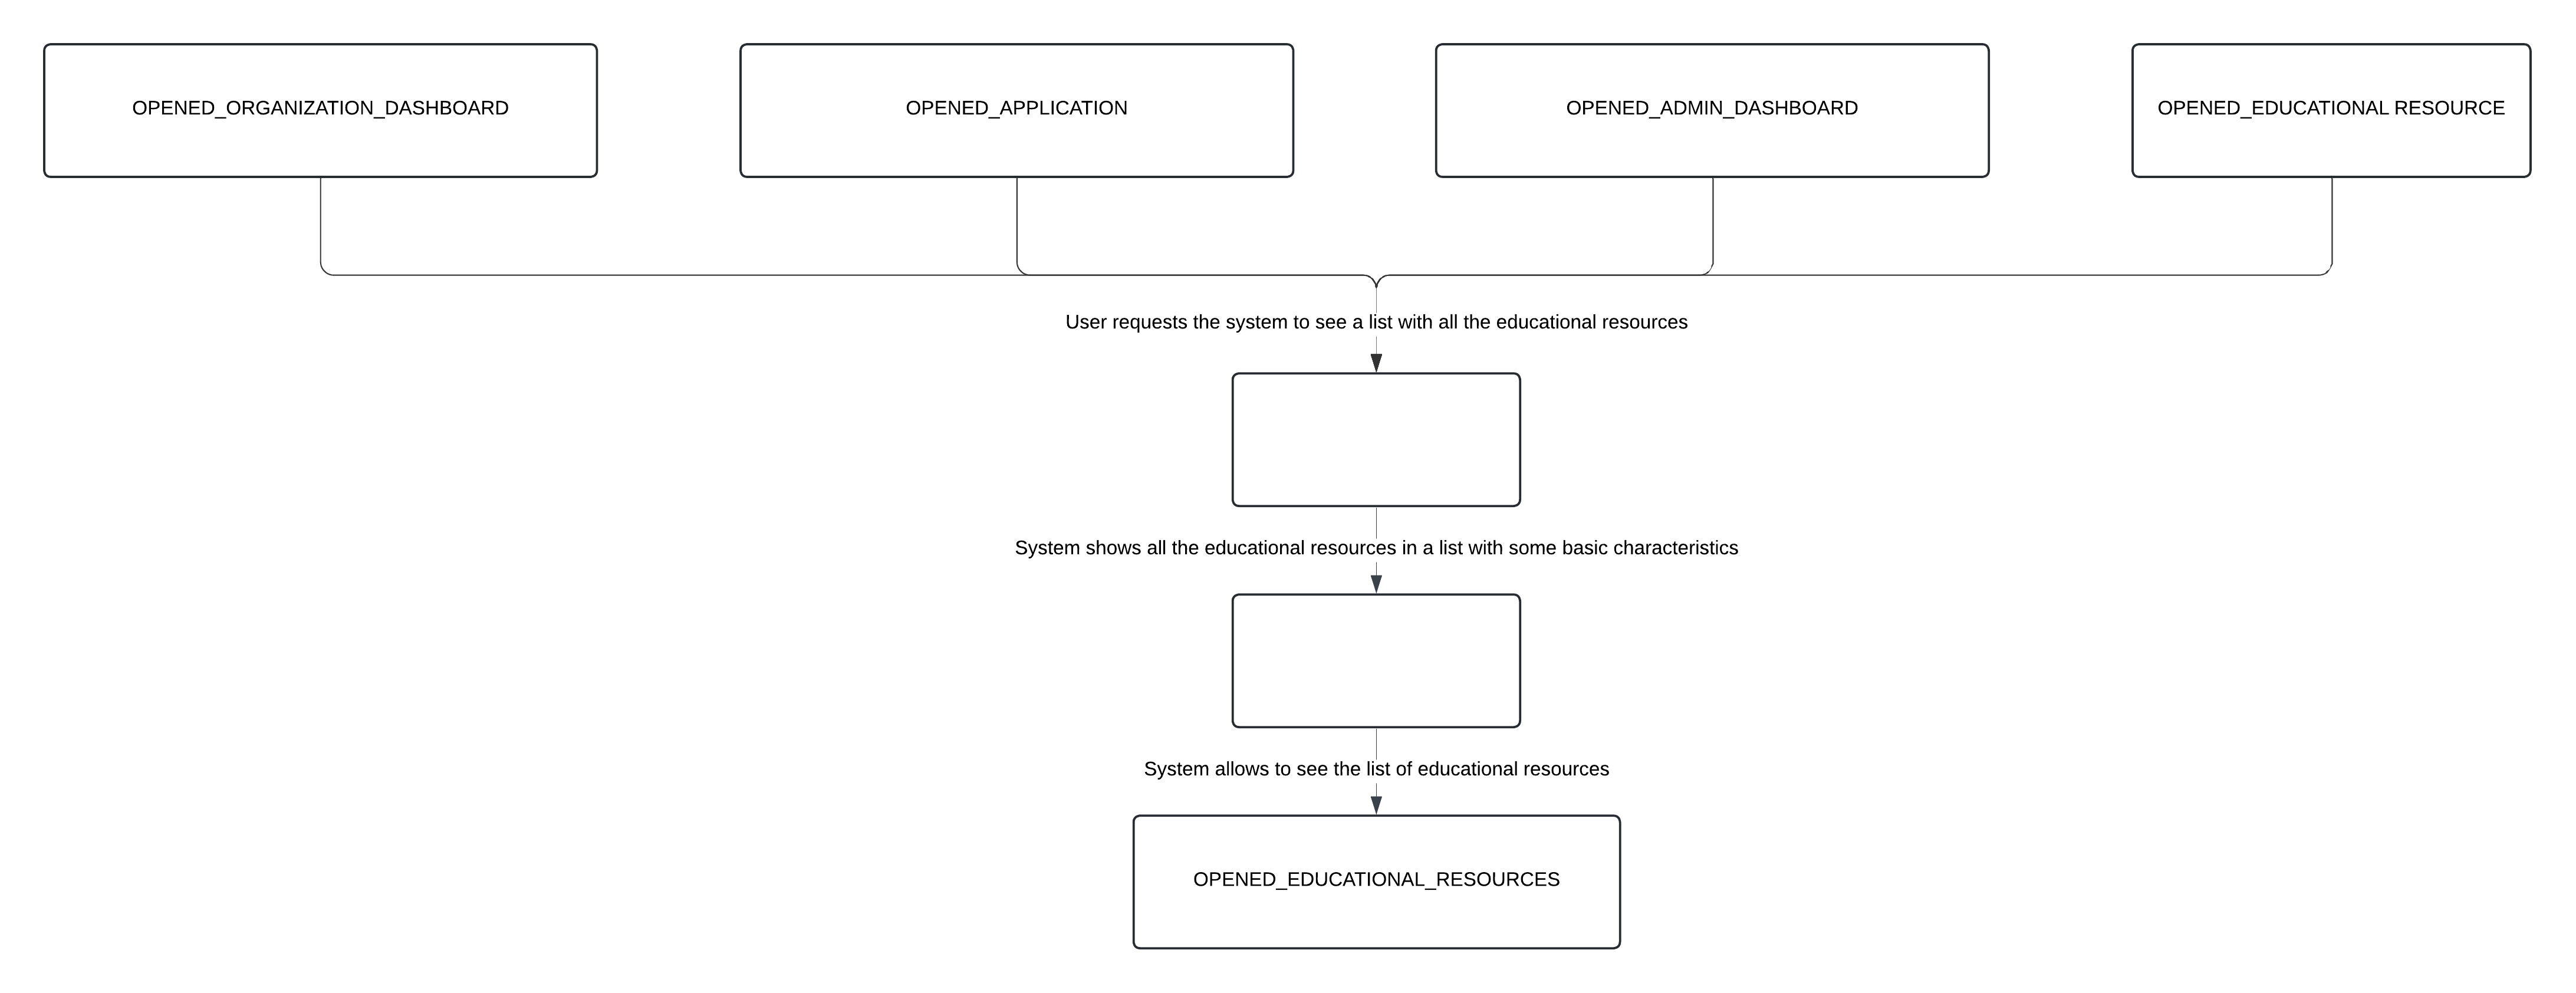 OPENED_ORGANIZATION_DASHBOARD
OPENED_APPLICATION
OPENED_ADMIN_DASHBOARD
OPENED_EDUCATIONAL RESOURCE
User requests the system to see a list with all the educational resources
System shows all the educational resources in a list with some basic characteristics
System allows to see the list of educational resources
OPENED_EDUCATIONAL_RESOURCES